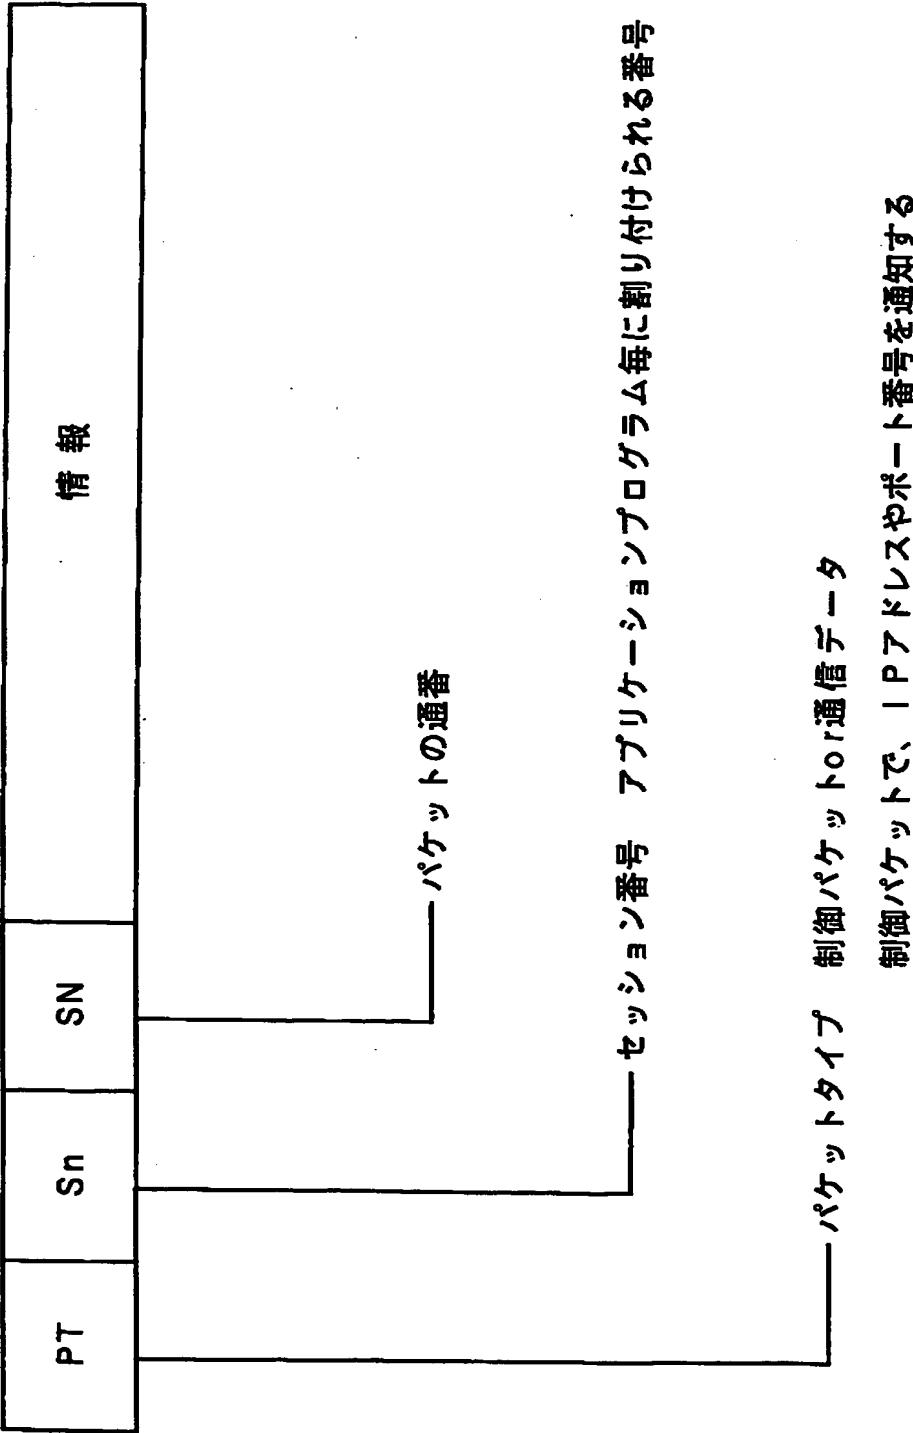 PT Sn SN 情報
パケットの通番
セッション番号 アプリケーションプログラム毎に割り付けられる番号
パケットタイプ 制御パケットor通信データ
制御パケットで、IPアドレスやポート番号を通知する